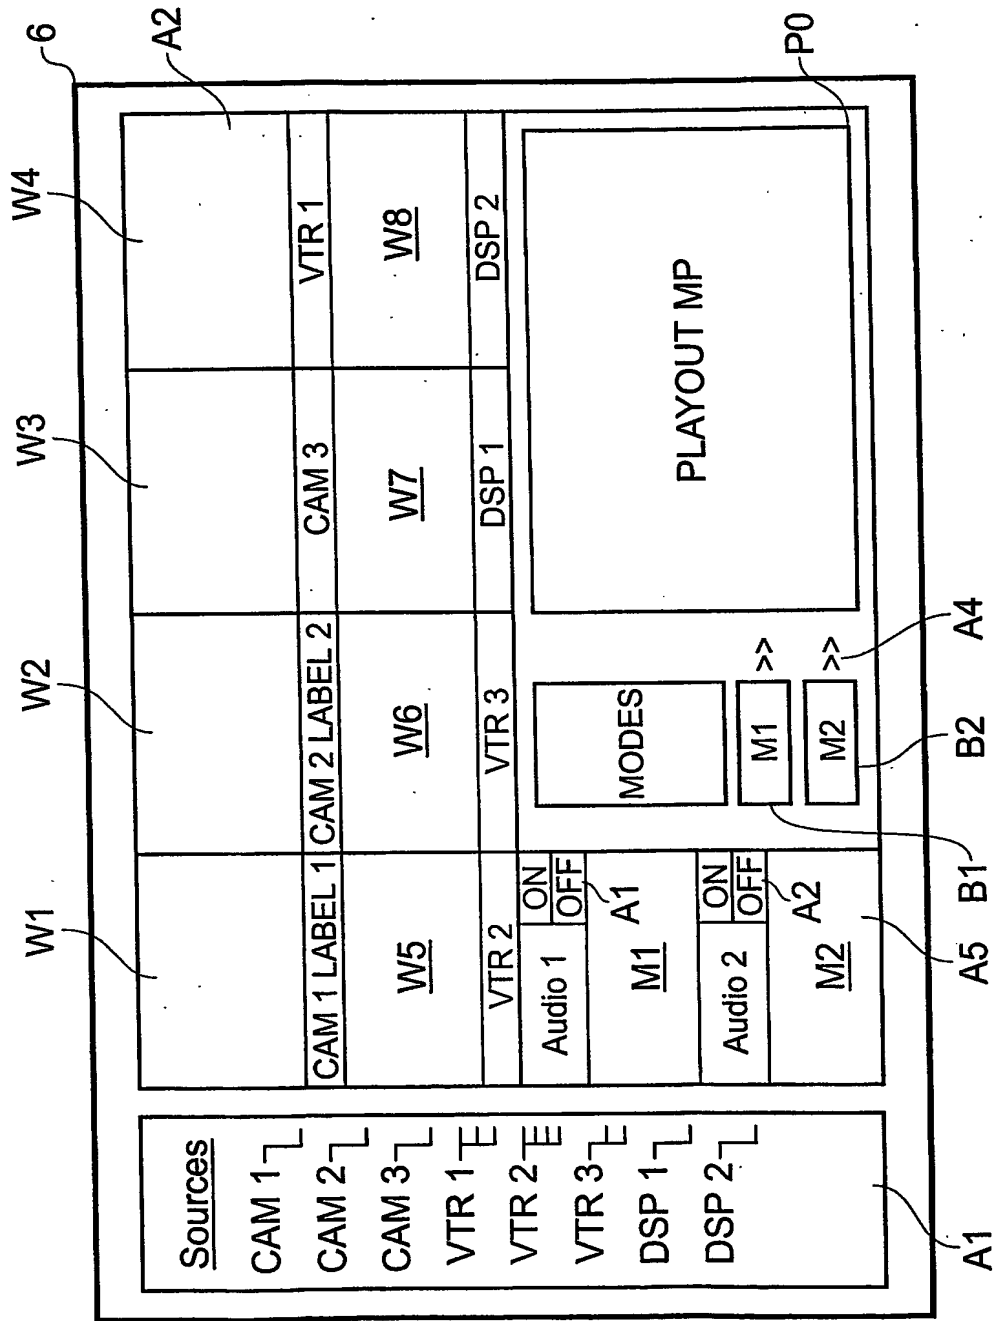 W1
W2
W3
W4
A2
6
Sources
CAM 1
CAM 2
CAM 3
VTR 1
VTR 2
VTR 3
DSP 1
DSP 2
CAM 1 LABEL 1
CAM 2 LABEL 2
CAM 3
VTR 1
W5
W6
W7
W8
VTR 2
VTR 3
DSP 1
DSP 2
Audio 1
ON
OFF
A1
M1
Audio 2
ON
OFF
A2
M2
MODES
M1 >>
M2 >>
PLAYOUT MP
A1
A5
B1
B2
A4
P0